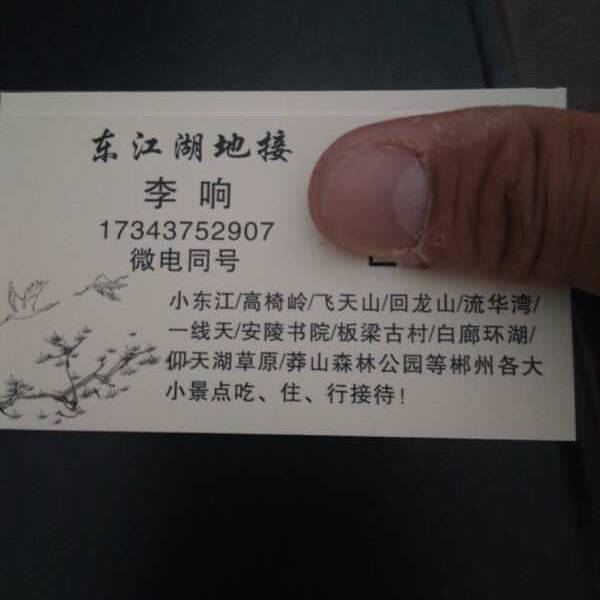 东江湖地接
李响
17343752907
微电同号
小东江/高椅岭/飞天山/回龙山/流华湾/
一线天/安陵书院/板梁古村/白廊环湖/
仰天湖草原/莽山森林公园等郴州各大
小景点吃、住、行接待!